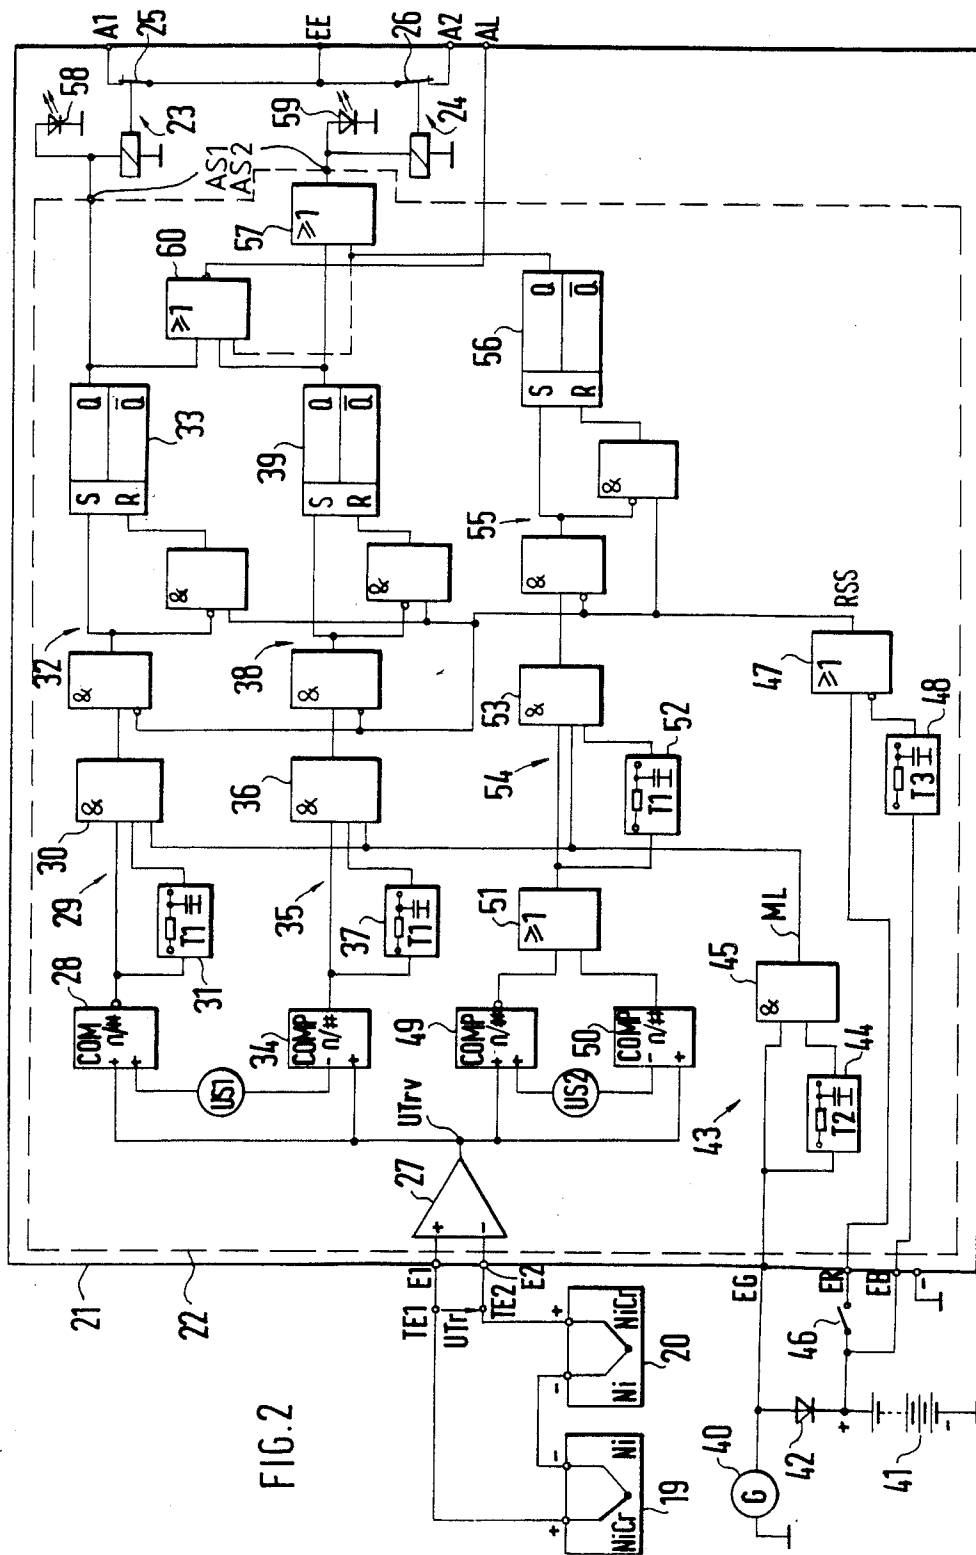 FIG.2
21
22
A1
25
EE
26
A2
AL
58
23
59
24
AS1
AS2
60
≥1
57
≥1
33
S
R
Q
Q̅
39
S
R
Q
Q̅
56
S
R
Q
Q̅
32
&
&
38
&
&
55
&
&
RSS
30
&
36
&
53
&
54
47
≥1
29
31
T1
35
37
T1
52
T1
48
T3
28
COM
n/#
+
+
34
COMP
n/#
-
+
49
COMP
n/#
+
+
50
COMP
n/#
-
+
51
≥1
US1
US2
UTrv
ML
45
&
44
T2
43
27
+
-
E1
E2
TE1
UTr
TE2
EG
ER
EB
-
+
-
NiCr
Ni
19
-
+
Ni
NiCr
20
40
G
42
46
+
41
-